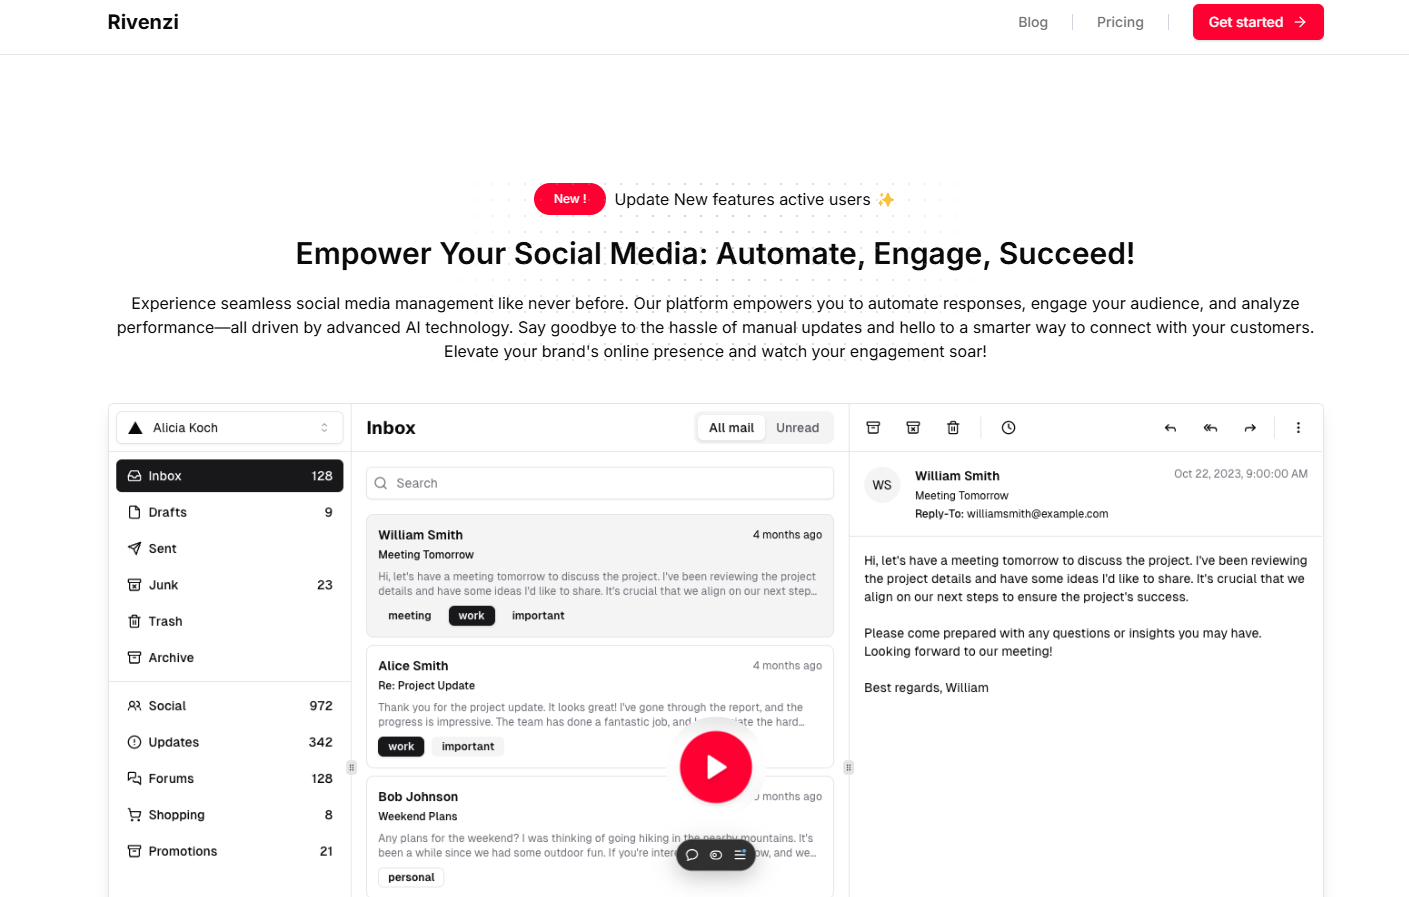 Rivenzi
Blog
Pricing
Get started
New !
Update New features active users ✨
Empower Your Social Media: Automate, Engage, Succeed!
Experience seamless social media management like never before. Our platform empowers you to automate responses, engage your audience, and analyze
performance—all driven by advanced AI technology. Say goodbye to the hassle of manual updates and hello to a smarter way to connect with your customers.
Elevate your brand's online presence and watch your engagement soar!
Alicia Koch
Inbox 128
Drafts 9
Sent
Junk 23
Trash
Archive
Social 972
Updates 342
Forums 128
Shopping 8
Promotions 21
Inbox
All mail
Unread
Search
William Smith
4 months ago
Meeting Tomorrow
Hi, let's have a meeting tomorrow to discuss the project. I've been reviewing the project
details and have some ideas I'd like to share. It's crucial that we align on our next step...
meeting work important
Alice Smith
4 months ago
Re: Project Update
Thank you for the project update. It looks great! I've gone through the report, and the
progress is impressive. The team has done a fantastic job, and I the hard...
work important
Bob Johnson
months ago
Weekend Plans
Any plans for the weekend? I was thinking of going hiking in the nearby mountains. It's
been a while since we had some outdoor fun. If you're and we...
personal
WS
William Smith
Oct 22, 2023, 9:00:00 AM
Meeting Tomorrow
Reply-To: williamsmith@example.com
Hi, let's have a meeting tomorrow to discuss the project. I've been reviewing
the project details and have some ideas I'd like to share. It's crucial that we
align on our next steps to ensure the project's success.
Please come prepared with any questions or insights you may have.
Looking forward to our meeting!
Best regards, William